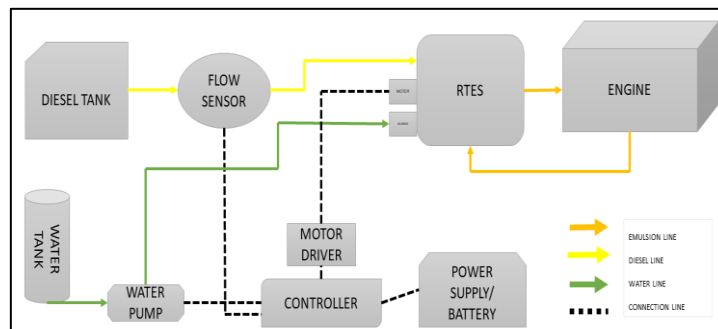 DIESEL TANK
FLOW
SENSOR
MOTOR
RTES
ENGINE
WATER
TANK
WATER
PUMP
MOTOR
DRIVER
CONTROLLER
POWER
SUPPLY/
BATTERY
EMULSION LINE
DIESEL LINE
WATER LINE
CONNECTION LINE